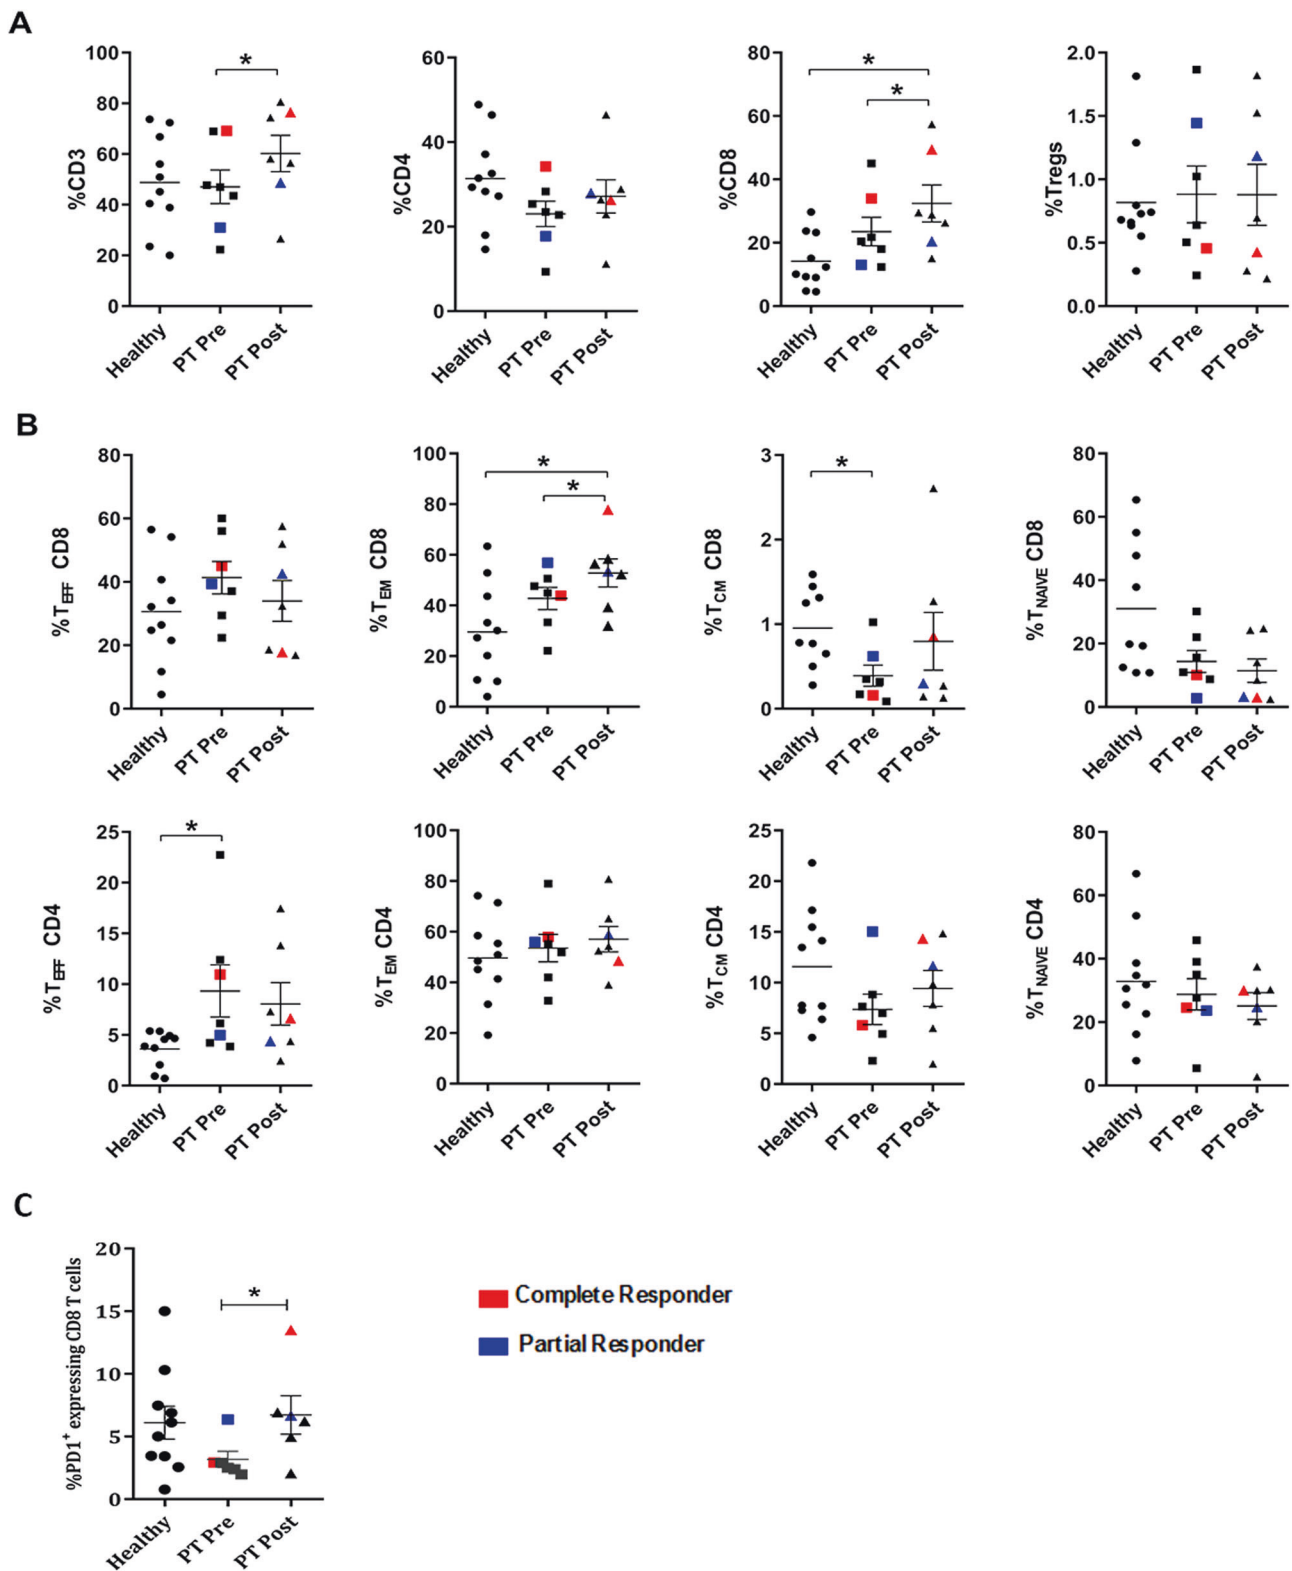 A
%CD3
100
80
60
40
20
0
*
Healthy
PT Pre
PT Post
%CD4
60
40
20
0
Healthy
PT Pre
PT Post
%CD8
80
60
40
20
0
*
*
Healthy
PT Pre
PT Post
%Tregs
2.0
1.5
1.0
0.5
0.0
Healthy
PT Pre
PT Post
B
%TEFF CD8
80
60
40
20
0
Healthy
PT Pre
PT Post
%TEM CD8
100
80
60
40
20
0
*
*
Healthy
PT Pre
PT Post
%TCM CD8
3
2
1
0
*
Healthy
PT Pre
PT Post
%TNAIVE CD8
80
60
40
20
0
Healthy
PT Pre
PT Post
%TEFF CD4
25
20
15
10
5
0
*
Healthy
PT Pre
PT Post
%TEM CD4
100
80
60
40
20
0
Healthy
PT Pre
PT Post
%TCM CD4
25
20
15
10
5
0
Healthy
PT Pre
PT Post
%TNAIVE CD4
80
60
40
20
0
Healthy
PT Pre
PT Post
C
%PD1+ expressing CD8 T cells
20
15
10
5
0
*
Healthy
PT Pre
PT Post
Complete Responder
Partial Responder